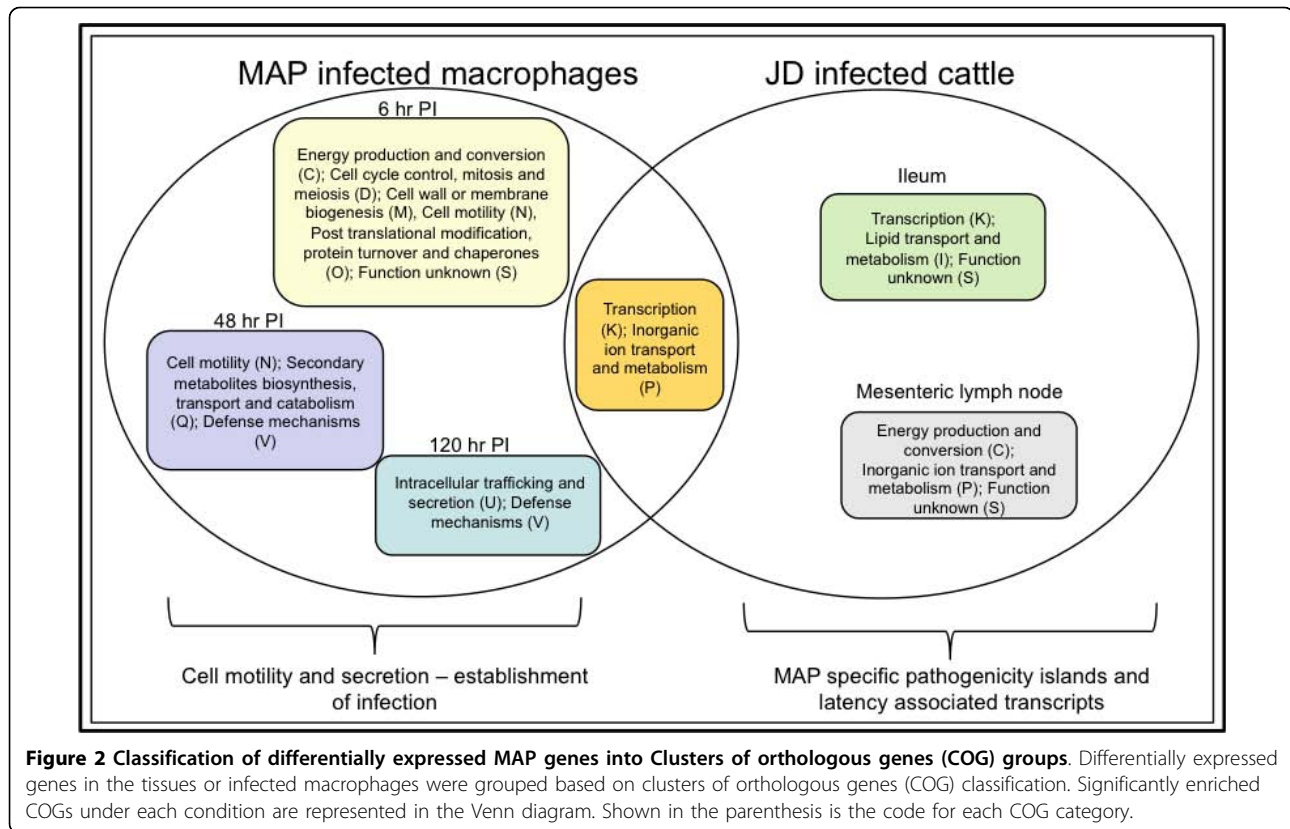 MAP infected macrophages
JD infected cattle
6 hr PI
Energy production and conversion
(C); Cell cycle control, mitosis and
meiosis (D); Cell wall or membrane
biogenesis (M), Cell motility (N),
Post translational modification,
protein turnover and chaperones
(O); Function unknown (S)
48 hr PI
Cell motility (N); Secondary
metabolites biosynthesis,
transport and catabolism
(Q); Defense mechanisms
(V)
120 hr PI
Intracellular trafficking and
secretion (U); Defense
mechanisms (V)
Transcription
(K); Inorganic
ion transport
and metabolism
(P)
Ileum
Transcription (K);
Lipid transport and
metabolism (I); Function
unknown (S)
Mesenteric lymph node
Energy production and
conversion (C);
Inorganic ion transport and
metabolism (P); Function
unknown (S)
Cell motility and secretion – establishment
of infection
MAP specific pathogenicity islands and
latency associated transcripts
Figure 2 Classification of differentially expressed MAP genes into Clusters of orthologous genes (COG) groups. Differentially expressed
genes in the tissues or infected macrophages were grouped based on clusters of orthologous genes (COG) classification. Significantly enriched
COGs under each condition are represented in the Venn diagram. Shown in the parenthesis is the code for each COG category.